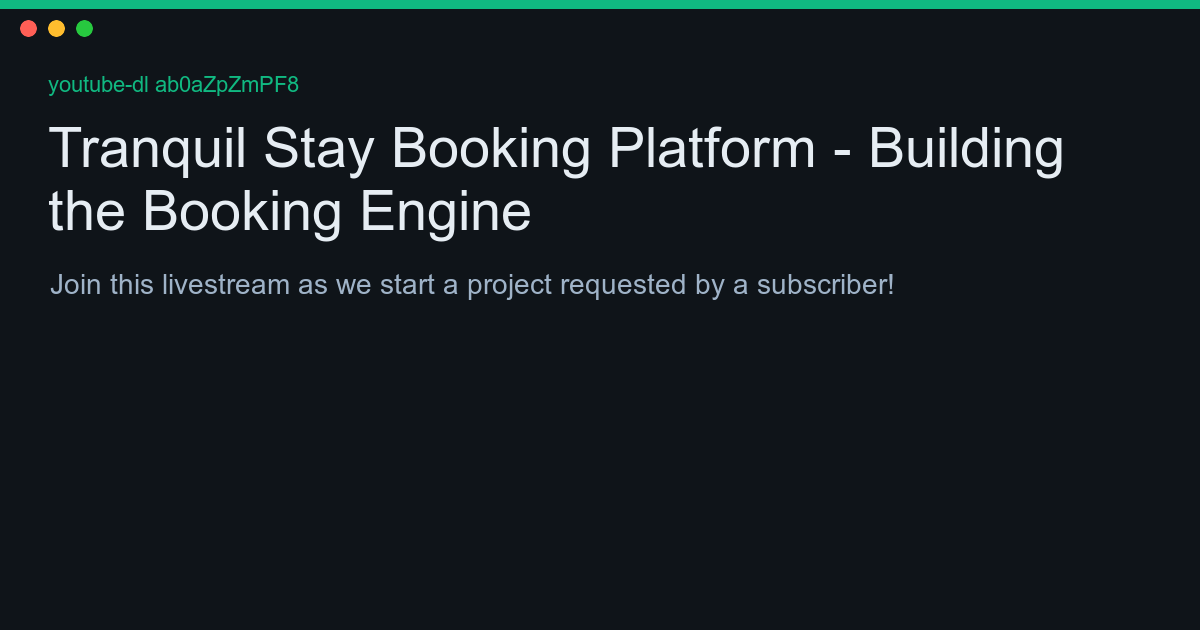 youtube-dl ab0aZpZmPF8
Tranquil Stay Booking Platform - Building
the Booking Engine
Join this livestream as we start a project requested by a subscriber!